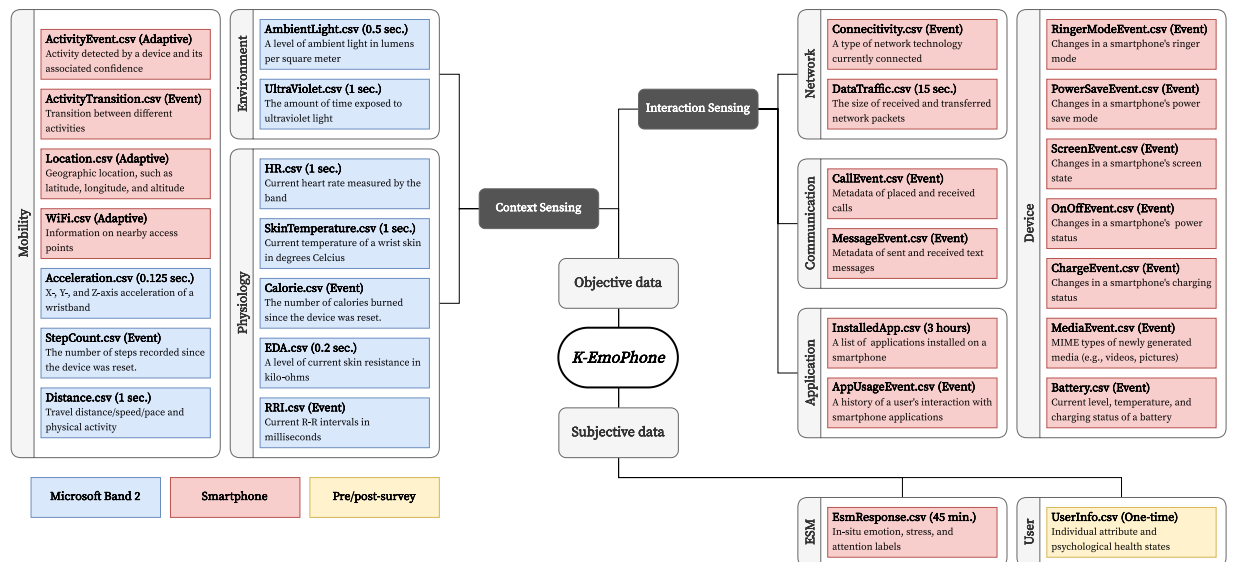 Mobility
ActivityEvent.csv (Adaptive)
Activity detected by a device and its
associated confidence
ActivityTransition.csv (Event)
Transition between different
activities
Location.csv (Adaptive)
Geographic location, such as
latitude, longitude, and altitude
WiFi.csv (Adaptive)
Information on nearby access
points
Acceleration.csv (0.125 sec.)
X-, Y-, and Z-axis acceleration of a
wristband
StepCount.csv (Event)
The number of steps recorded since
the device was reset.
Distance.csv (1 sec.)
Travel distance/speed/pace and
physical activity
Environment
AmbientLight.csv (0.5 sec.)
A level of ambient light in lumens
per square meter
UltraViolet.csv (1 sec.)
The amount of time exposed to
ultraviolet light
Physiology
HR.csv (1 sec.)
Current heart rate measured by the
band
SkinTemperature.csv (1 sec.)
Current temperature of a wrist skin
in degrees Celcius
Calorie.csv (Event)
The number of calories burned
since the device was reset.
EDA.csv (0.2 sec.)
A level of current skin resistance in
kilo-ohms
RRI.csv (Event)
Current R-R intervals in
milliseconds
Context Sensing
Interaction Sensing
Objective data
K-EmoPhone
Subjective data
Network
Connecitivity.csv (Event)
A type of network technology
currently connected
DataTraffic.csv (15 sec.)
The size of received and transferred
network packets
Communication
CallEvent.csv (Event)
Metadata of placed and received
calls
MessageEvent.csv (Event)
Metadata of sent and received text
messages
Application
InstalledApp.csv (3 hours)
A list of applications installed on a
smartphone
AppUsageEvent.csv (Event)
A history of a user's interaction with
smartphone applications
Device
RingerModeEvent.csv (Event)
Changes in a smartphone's ringer
mode
PowerSaveEvent.csv (Event)
Changes in a smartphone's power
save mode
ScreenEvent.csv (Event)
Changes in a smartphone's screen
state
OnOffEvent.csv (Event)
Changes in a smartphone's power
status
ChargeEvent.csv (Event)
Changes in a smartphone's charging
status
MediaEvent.csv (Event)
MIME types of newly generated
media (e.g., videos, pictures)
Battery.csv (Event)
Current level, temperature, and
charging status of a battery
Microsoft Band 2
Smartphone
Pre/post-survey
ESM
EsmResponse.csv (45 min.)
In-situ emotion, stress, and
attention labels
User
UserInfo.csv (One-time)
Individual attribute and
psychological health states